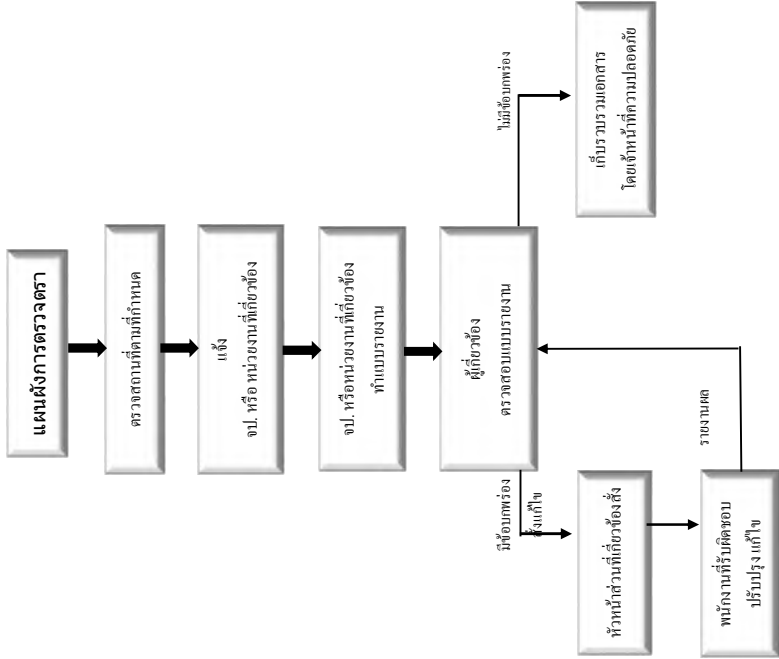 แผนผังการตรวจตรา
ตรวจสถานที่ตามที่กำหนด
แจ้ง
จป. หรือ หน่วยงานที่เกี่ยวข้อง
จป. หรือหน่วยงานที่เกี่ยวข้อง
ทำแบบรายงาน
ผู้เกี่ยวข้อง
ตรวจสอบแบบรายงาน
ไม่มีข้อบกพร่อง
เก็บรวบรวมเอกสาร
โดยเจ้าหน้าที่ความปลอดภัย
มีข้อบกพร่อง
สั่งแก้ไข
หัวหน้าส่วนที่เกี่ยวข้องสั่ง
พนักงานที่รับผิดชอบ
ปรับปรุง แก้ไข
รายงานผล